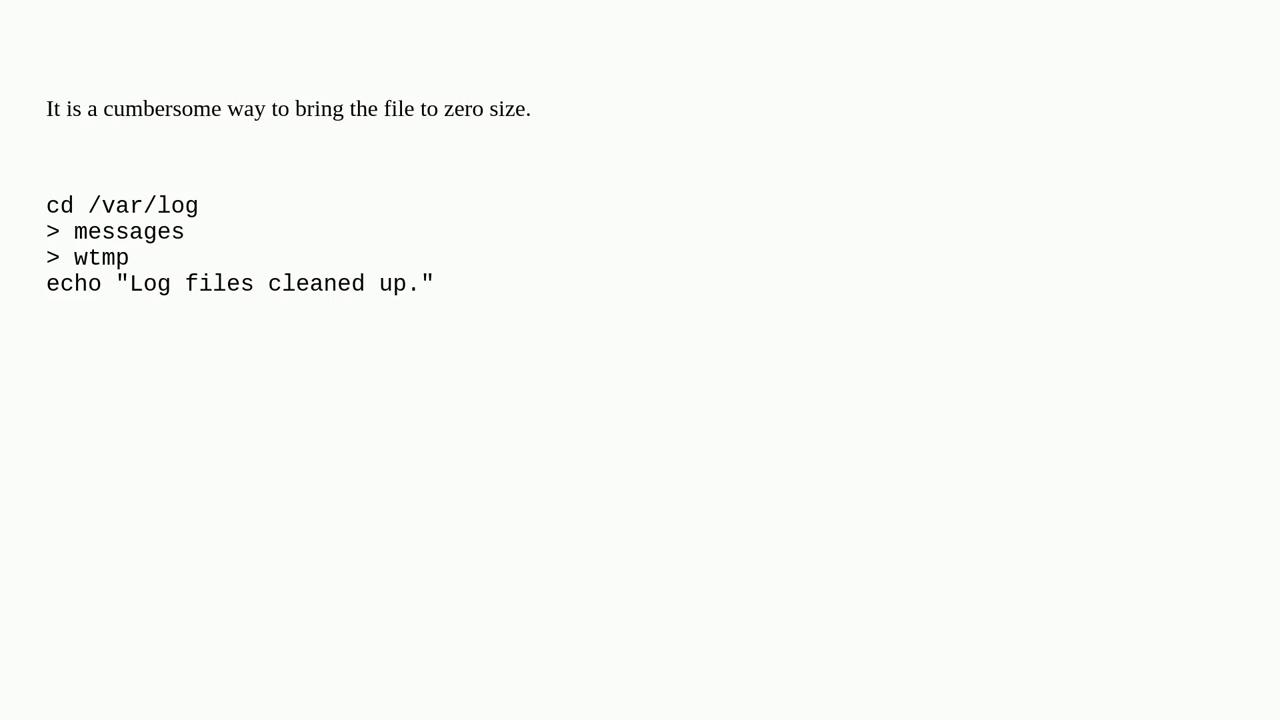 It is a cumbersome way to bring the file to zero size.
cd /var/log
> messages
> wtmp
echo "Log files cleaned up."